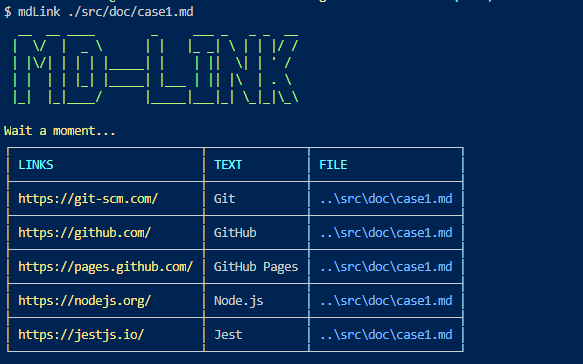 $ mdLink ./src/doc/case1.md
MD-LINK
Wait a moment...
LINKS TEXT FILE
https://git-scm.com/ Git ..\src\doc\case1.md
https://github.com/ GitHub ..\src\doc\case1.md
https://pages.github.com/ GitHub Pages ..\src\doc\case1.md
https://nodejs.org/ Node.js ..\src\doc\case1.md
https://jestjs.io/ Jest ..\src\doc\case1.md